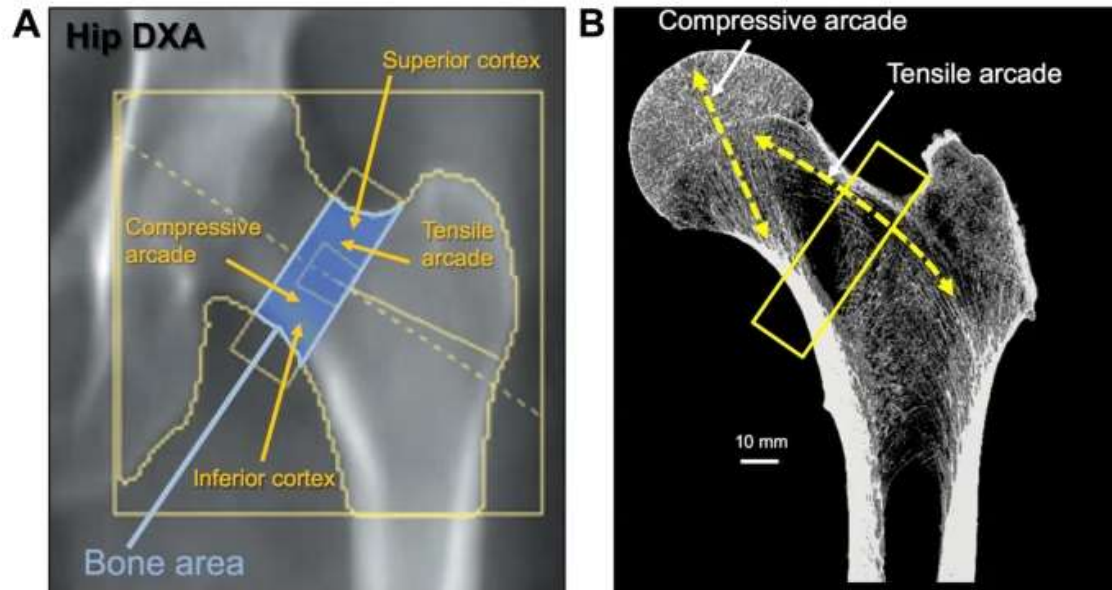 A
Hip DXA
Superior cortex
Compressive
arcade
Tensile
arcade
Inferior cortex
Bone area
B
Compressive arcade
Tensile arcade
10 mm